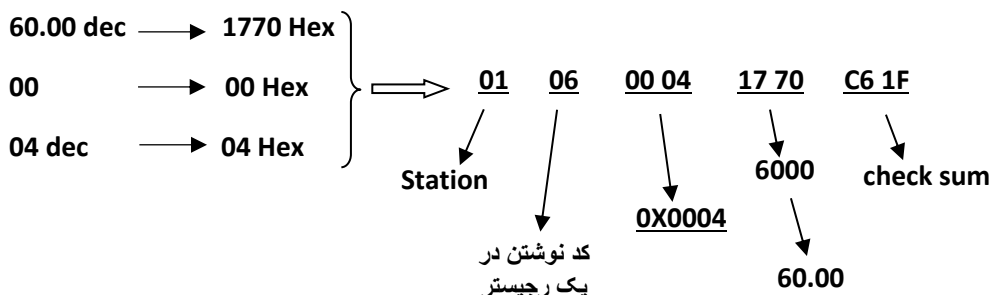 60.00 dec 1770 Hex
00 00 Hex
04 dec 04 Hex
01 06 00 04 17 70 C6 1F
Station
کد نوشتن در
یک رجیستر
0X0004
6000
60.00
check sum